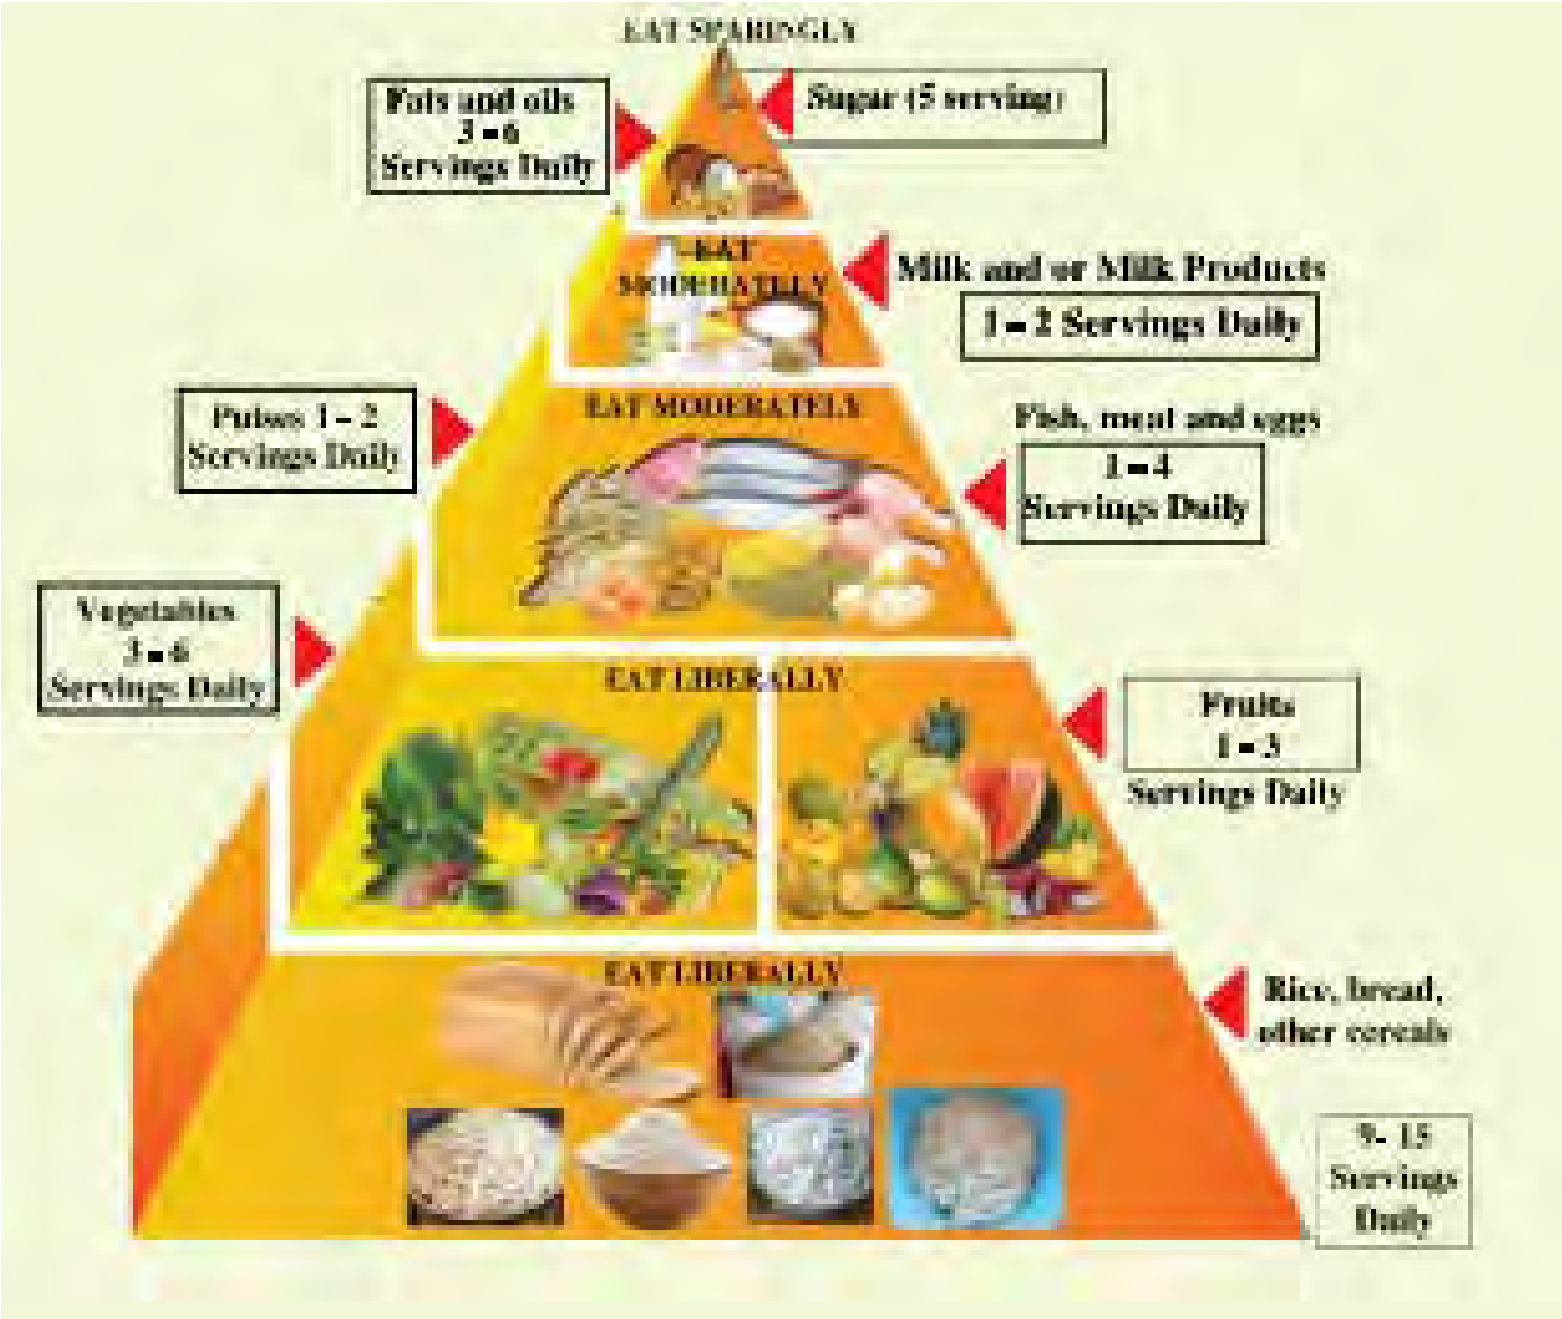 EAT SPARINGLY
Fats and oils
3 - 6
Servings Daily
Sugar (5 serving)
EAT
MODERATELY
Milk and or Milk Products
1 - 2 Servings Daily
EAT MODERATELY
Pulses 1 - 2
Servings Daily
Fish, meat and eggs
1 - 4
Servings Daily
EAT LIBERALLY
Vegetables
3 - 6
Servings Daily
Fruits
1 - 3
Servings Daily
EAT LIBERALLY
Rice, bread,
other cereals
9- 15
Servings
Daily